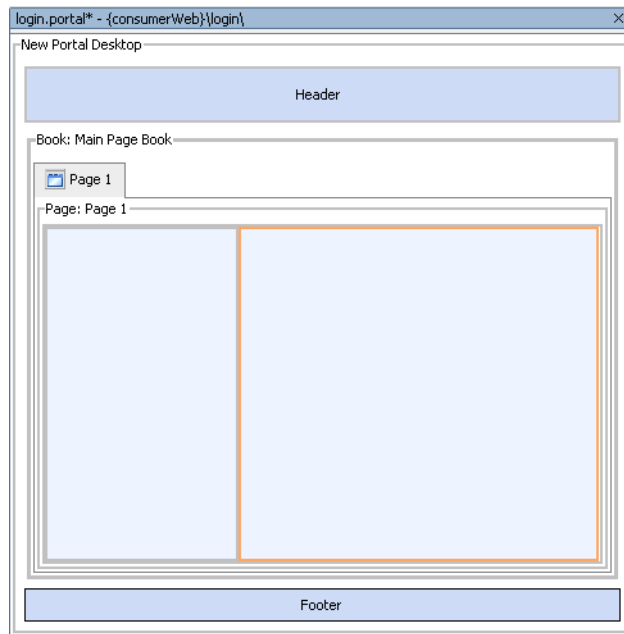 login.portal* - {consumerWeb}\login\
New Portal Desktop
Header
Book: Main Page Book
Page 1
Page: Page 1
Footer